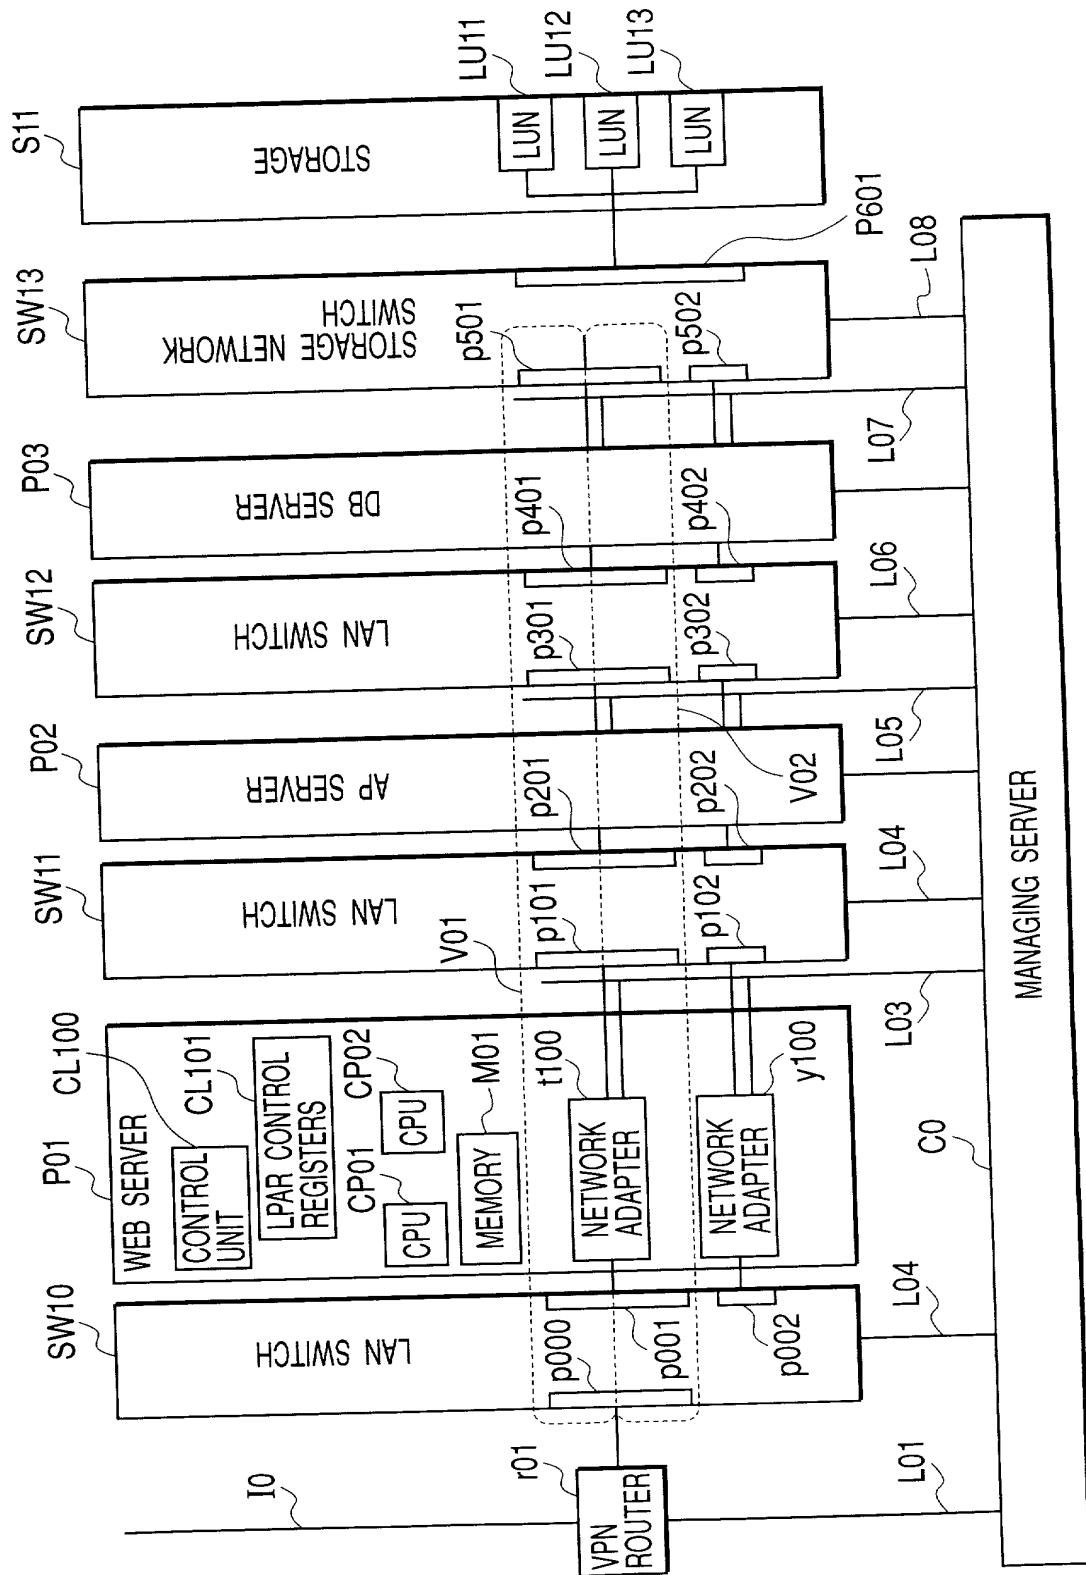 I0
r01
VPN
ROUTER
L01
SW10
LAN SWITCH
p000
p001
p002
L04
P01
WEB SERVER
CL100
CONTROL
UNIT
CL101
LPAR CONTROL
REGISTERS
CP01
CPU
CP02
CPU
M01
MEMORY
t100
NETWORK
ADAPTER
y100
NETWORK
ADAPTER
L03
SW11
LAN SWITCH
V01
p101
p102
p201
p202
L04
P02
AP SERVER
V02
L05
SW12
LAN SWITCH
p301
p302
p401
p402
L06
P03
DB SERVER
L07
SW13
STORAGE NETWORK
SWITCH
p501
p502
P601
L08
S11
STORAGE
LU11
LUN
LU12
LUN
LU13
LUN
C0
MANAGING SERVER